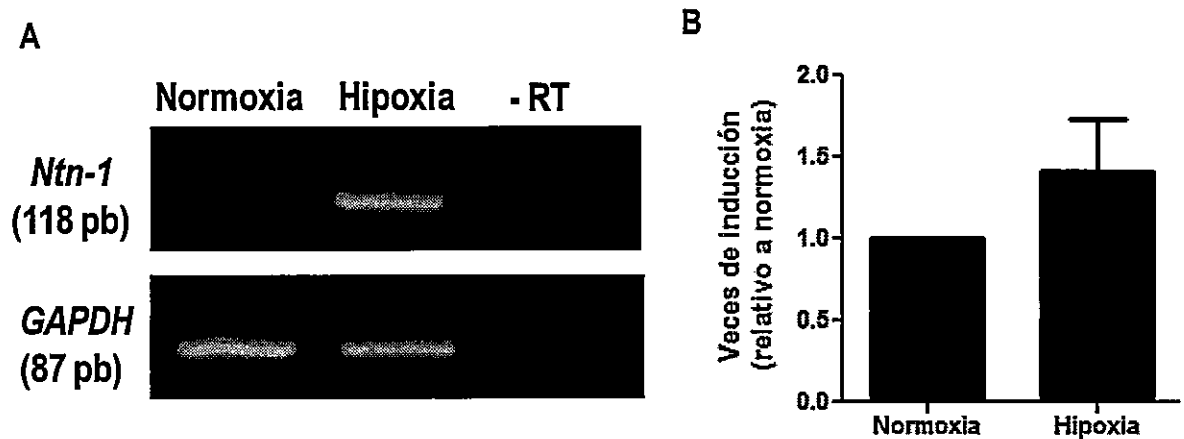 A
Normoxia Hipoxia - RT
Ntn-1
(118 pb)
GAPDH
(87 pb)
B
Veces de inducción
(relativo a normoxia)
2.0
1.5
1.0
0.5
0.0
Normoxia Hipoxia